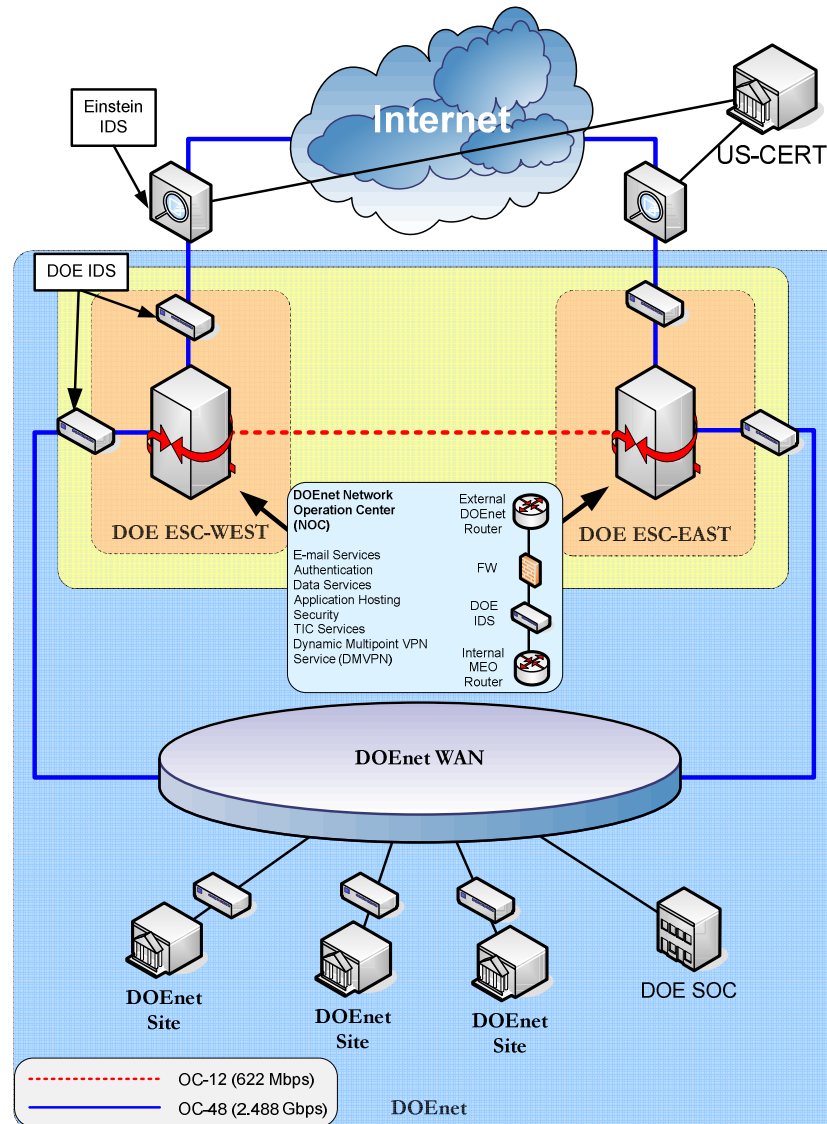 Internet
Einstein
IDS
US-CERT
DOE IDS
DOE ESC-WEST
DOE ESC-EAST
DOEnet Network
Operation Center
(NOC)
E-mail Services
Authentication
Data Services
Application Hosting
Security
TIC Services
Dynamic Multipoint VPN
Service (DMVPN)
External
DOEnet
Router
FW
DOE
IDS
Internal
MEO
Router
DOEnet WAN
DOEnet
Site
DOEnet
Site
DOEnet
Site
DOE SOC
OC-12 (622 Mbps)
OC-48 (2.488 Gbps)
DOEnet